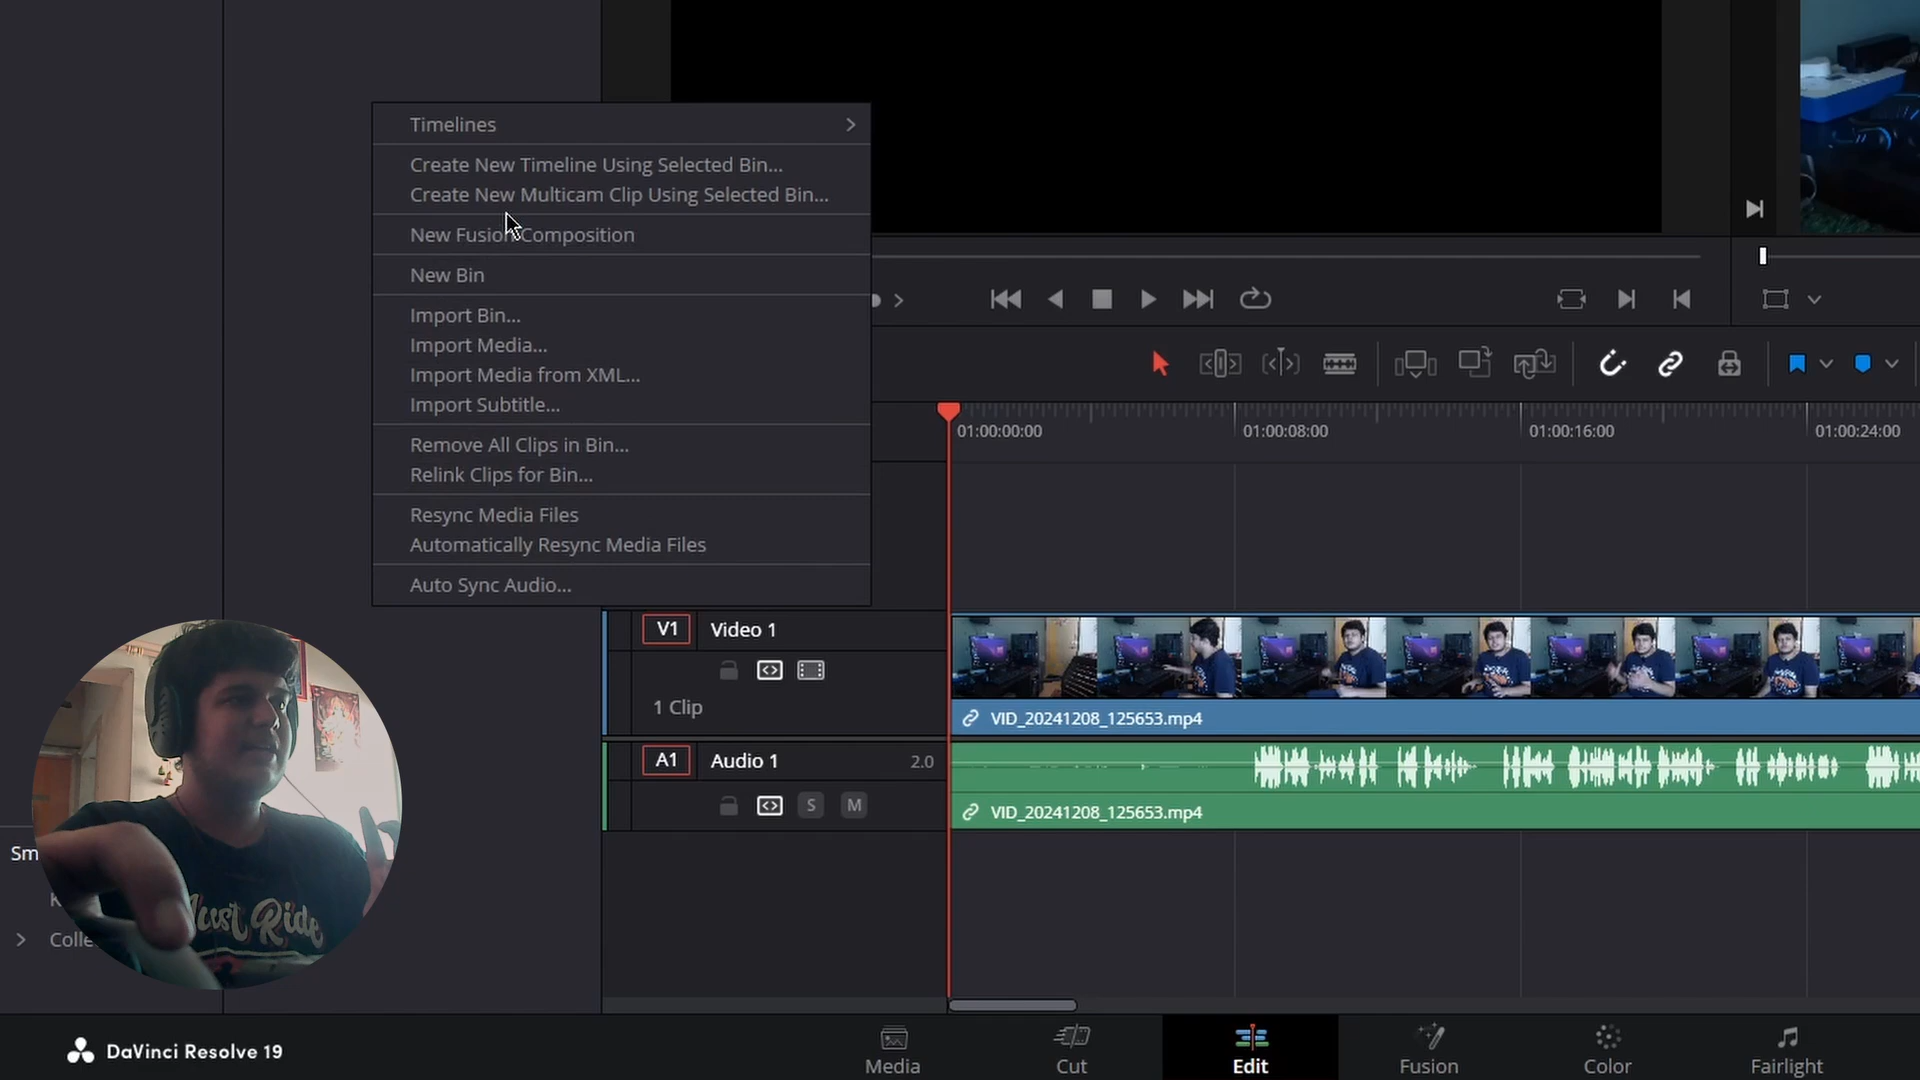 Timelines
Create New Timeline Using Selected Bin...
Create New Multicam Clip Using Selected Bin...
New Fusion Composition
New Bin
Import Bin...
Import Media...
Import Media from XML...
Import Subtitle...
Remove All Clips in Bin...
Relink Clips for Bin...
Resync Media Files
Automatically Resync Media Files
Auto Sync Audio...
01:00:00:00 01:00:08:00 01:00:16:00 01:00:24:00
V1 Video 1
1 Clip
VID_20241208_125653.mp4
A1 Audio 1 2.0
S M
VID_20241208_125653.mp4
Just Ride
DaVinci Resolve 19
Media Cut Edit Fusion Color Fairlight